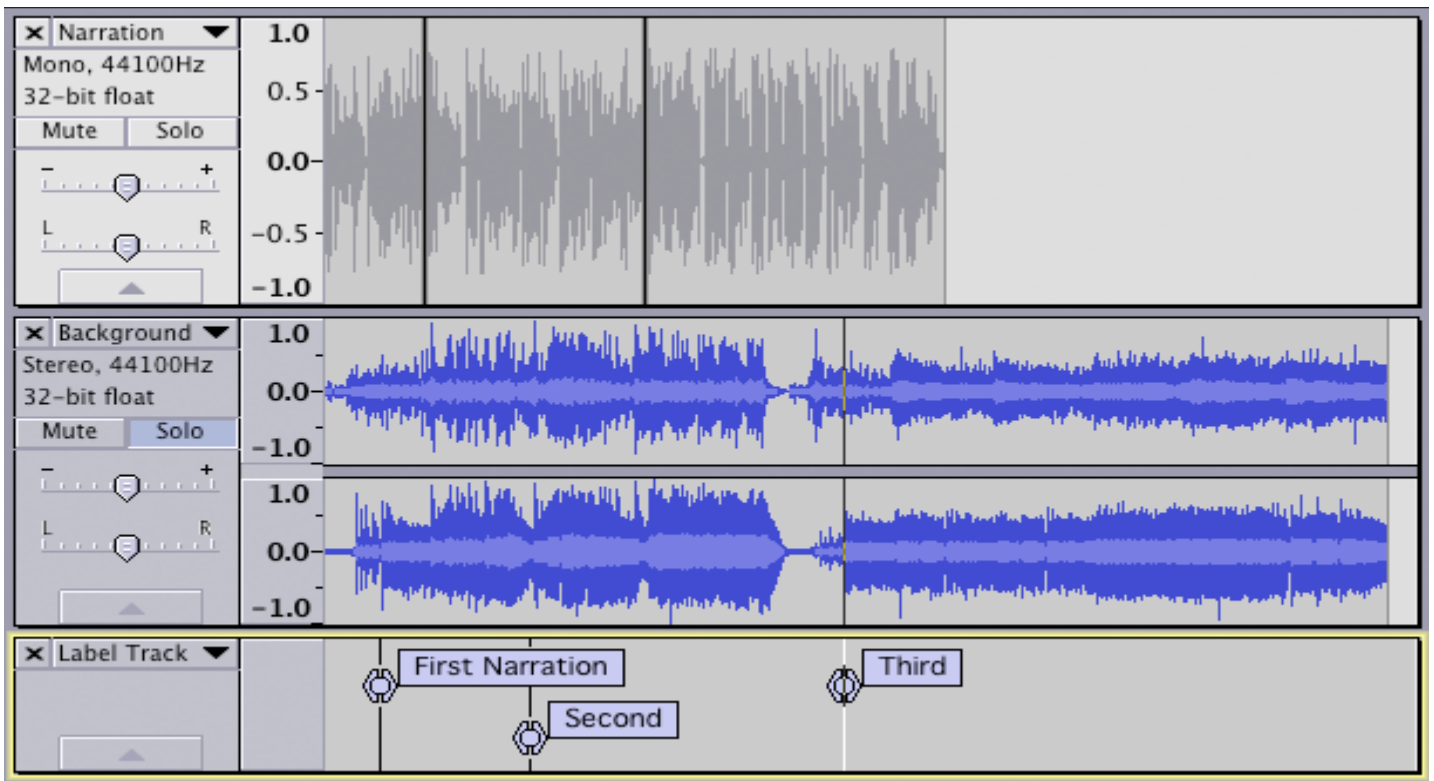 × Narration
Mono, 44100Hz
32-bit float
Mute Solo
- +
L R
1.0
0.5
0.0
-0.5
-1.0
× Background
Stereo, 44100Hz
32-bit float
Mute Solo
- +
L R
1.0
0.0
-1.0
1.0
0.0
-1.0
× Label Track
First Narration
Second
Third